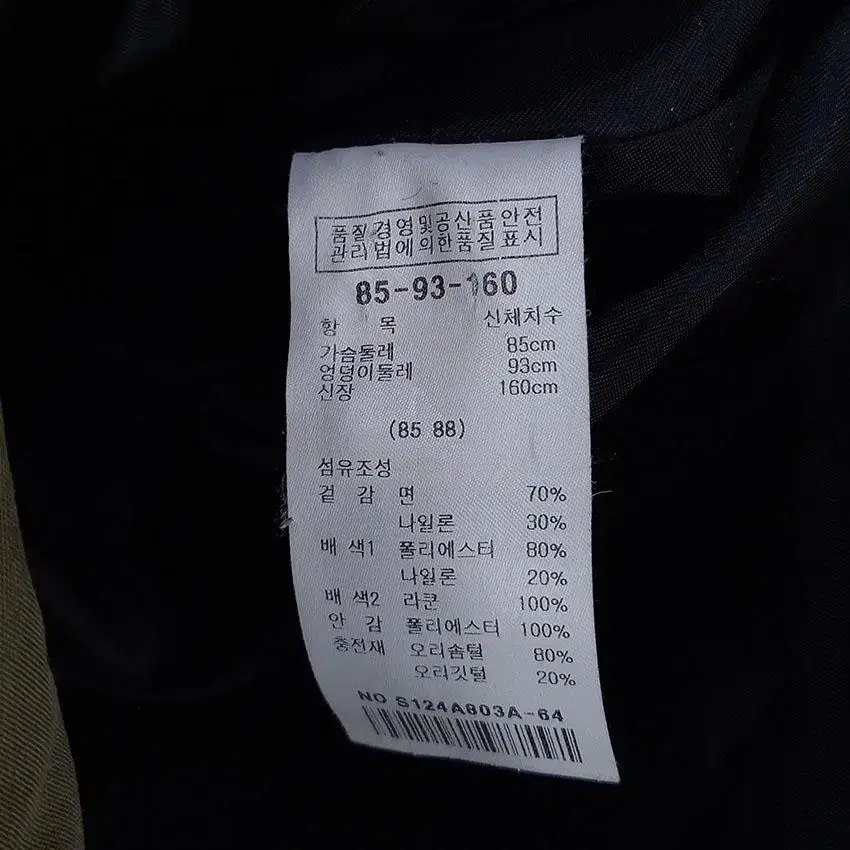 품질경영및공산품안전
관리법에의한품질표시
85-93-160
항 목 신체치수
가슴둘레 85cm
엉덩이둘레 93cm
신장 160cm
(85 88)
섬유조성
겉 감 면 70%
나일론 30%
배 색1 폴리에스터 80%
나일론 20%
배 색2 라쿤 100%
안 감 폴리에스터 100%
충전재 오리솜털 80%
오리깃털 20%
NO S124A803A-64